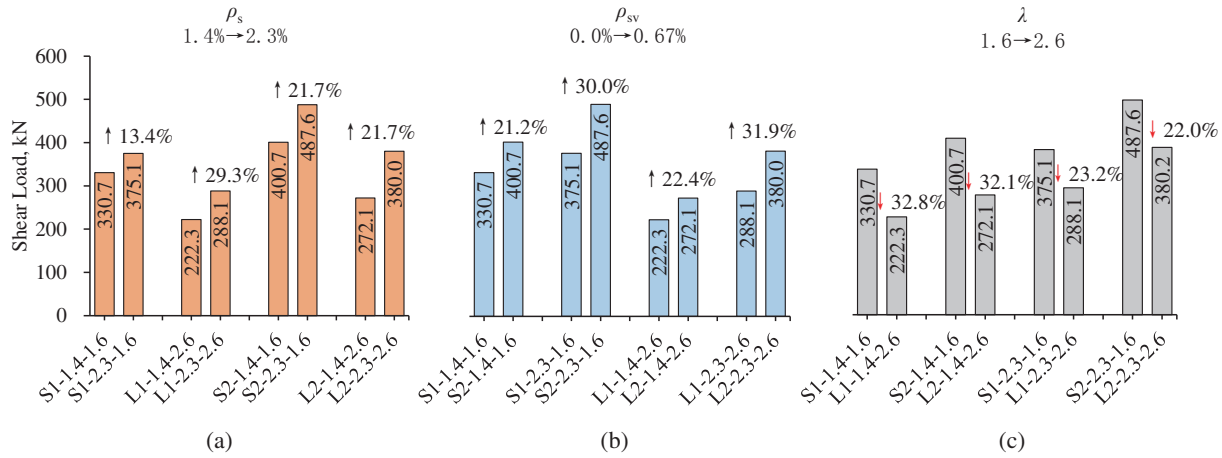 ρs
1.4%→2.3%
ρsv
0.0%→0.67%
λ
1.6→2.6
Shear Load, kN
600
500
400
300
200
100
0
↑ 13.4%
↑ 29.3%
↑ 21.7%
↑ 21.7%
330.7
375.1
222.3
288.1
400.7
487.6
272.1
380.0
S1-1.4-1.6
S1-2.3-1.6
L1-1.4-2.6
L1-2.3-2.6
S2-1.4-1.6
S2-2.3-1.6
L2-1.4-2.6
L2-2.3-2.6
(a)
↑ 21.2%
↑ 30.0%
↑ 22.4%
↑ 31.9%
330.7
400.7
375.1
487.6
222.3
272.1
288.1
380.0
S1-1.4-1.6
S2-1.4-1.6
S1-2.3-1.6
S2-2.3-1.6
L1-1.4-2.6
L2-1.4-2.6
L1-2.3-2.6
L2-2.3-2.6
(b)
↓ 32.8%
↓ 32.1%
↓ 23.2%
↓ 22.0%
330.7
222.3
400.7
272.1
375.1
288.1
487.6
380.2
S1-1.4-1.6
L1-1.4-2.6
S2-1.4-1.6
L2-1.4-2.6
S1-2.3-1.6
L1-2.3-2.6
S2-2.3-1.6
L2-2.3-2.6
(c)